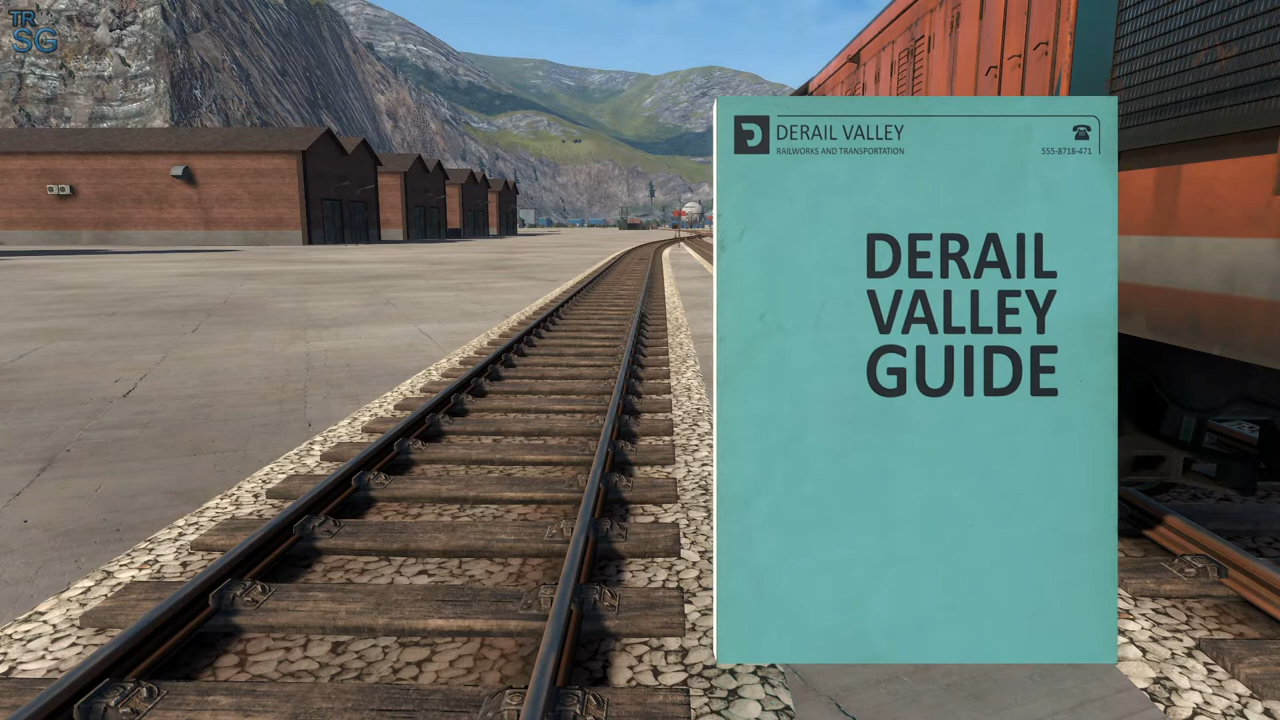 TR
SG
DERAIL VALLEY
RAILWORKS AND TRANSPORTATION
555-8718-471
DERAIL
VALLEY
GUIDE